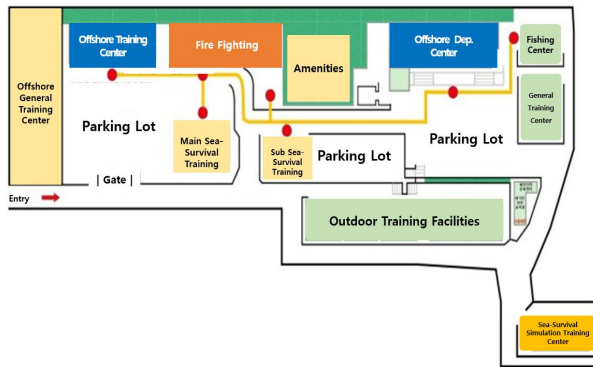 Offshore Training
Center
Fire Fighting
Offshore Dep.
Center
Fishing
Center
Amenities
Offshore
General
Training
Center
General
Training
Center
Parking Lot
Main Sea-
Survival
Training
Sub Sea-
Survival
Training
Parking Lot
Parking Lot
Gate
Entry
Outdoor Training Facilities
Sea-Survival
Simulation Training
Center